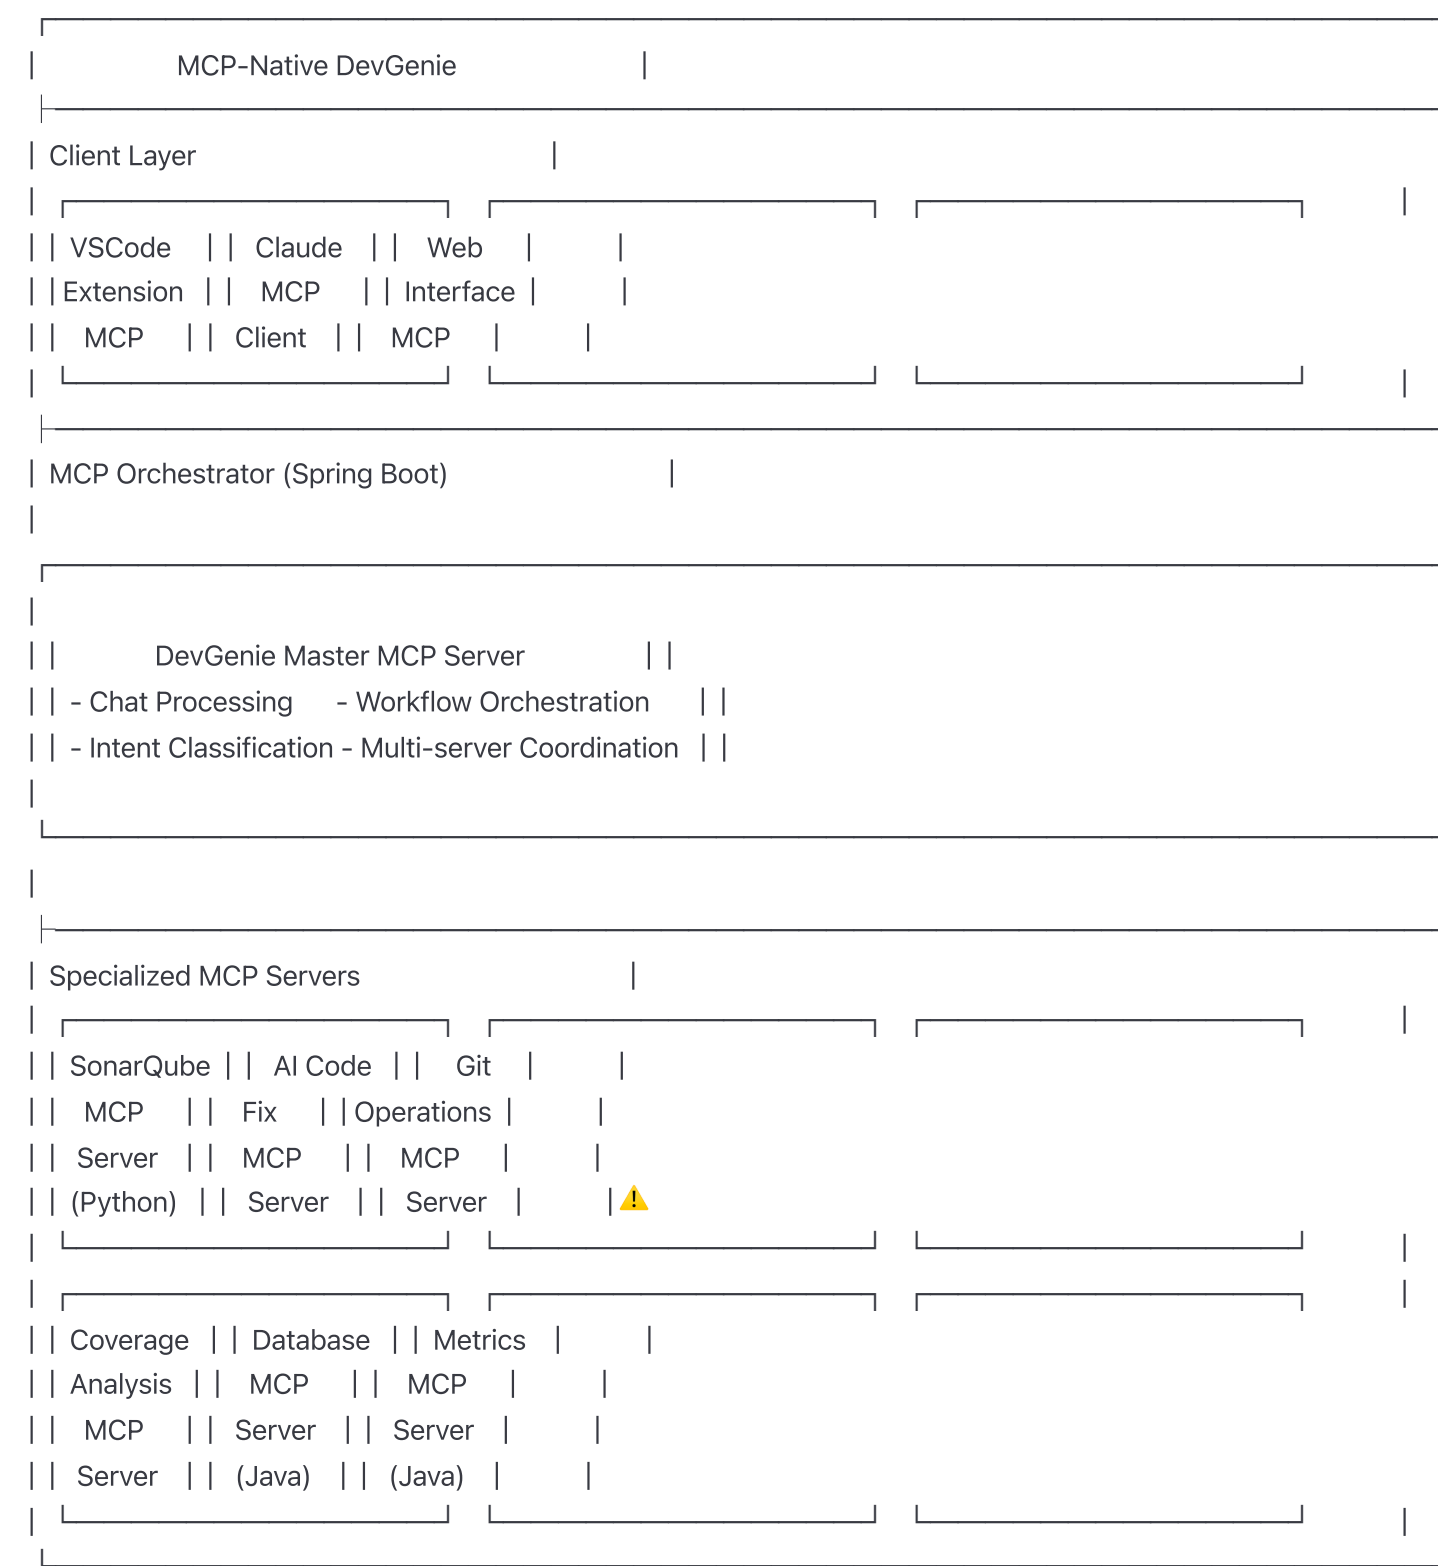 MCP-Native DevGenie
Client Layer
VSCode Claude Web
Extension MCP Interface
MCP Client MCP
MCP Orchestrator (Spring Boot)
DevGenie Master MCP Server
- Chat Processing - Workflow Orchestration
- Intent Classification - Multi-server Coordination
Specialized MCP Servers
SonarQube AI Code Git
MCP Fix Operations
Server MCP MCP
(Python) Server Server
Coverage Database Metrics
Analysis MCP MCP
MCP Server Server
Server (Java) (Java)